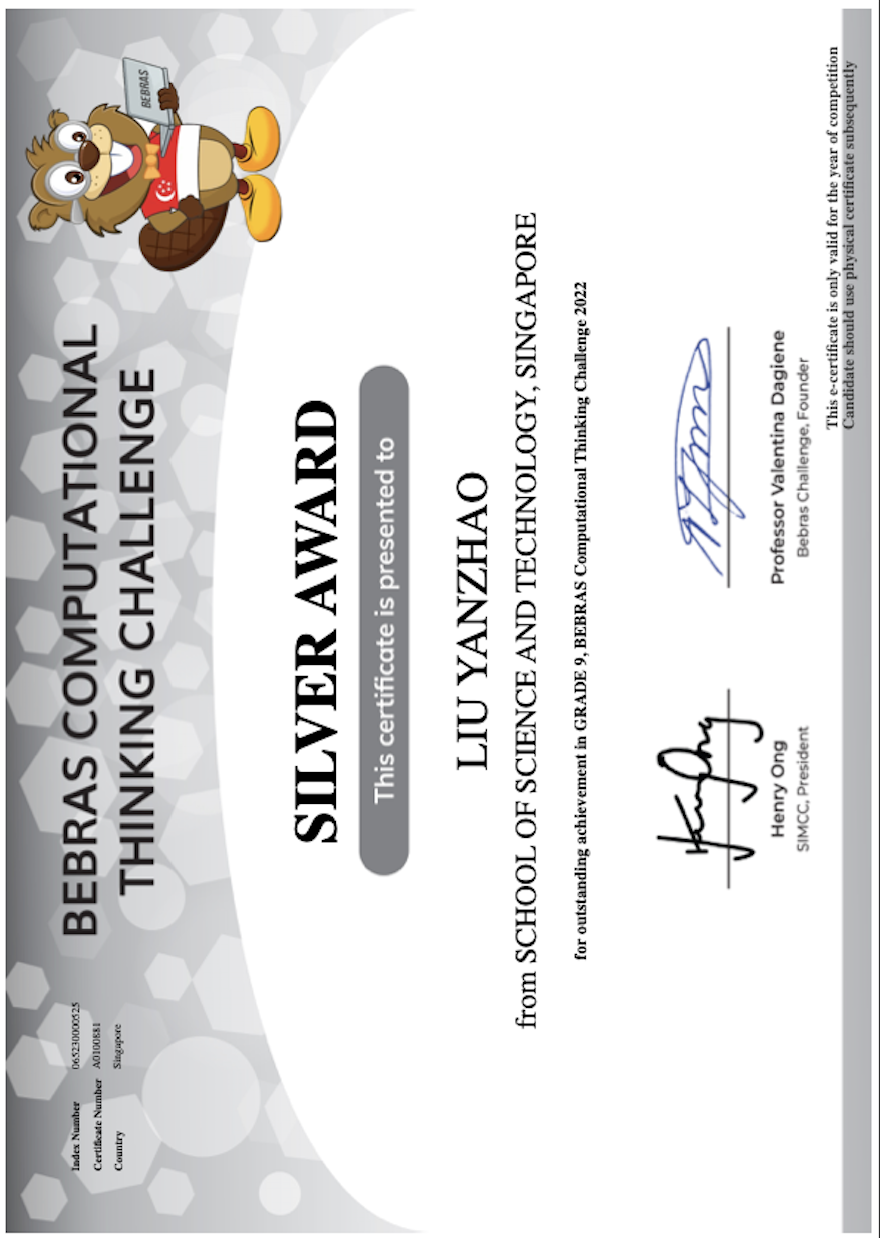 Index Number 065230000525
Certificate Number A0100881
Country Singapore
BEBRAS
BEBRAS COMPUTATIONAL
THINKING CHALLENGE
SILVER AWARD
This certificate is presented to
LIU YANZHAO
from SCHOOL OF SCIENCE AND TECHNOLOGY, SINGAPORE
for outstanding achievement in GRADE 9, BEBRAS Computational Thinking Challenge 2022
Henry Ong
SIMCC, President
Professor Valentina Dagiene
Bebras Challenge, Founder
This e-certificate is only valid for the year of competition
Candidate should use physical certificate subsequently